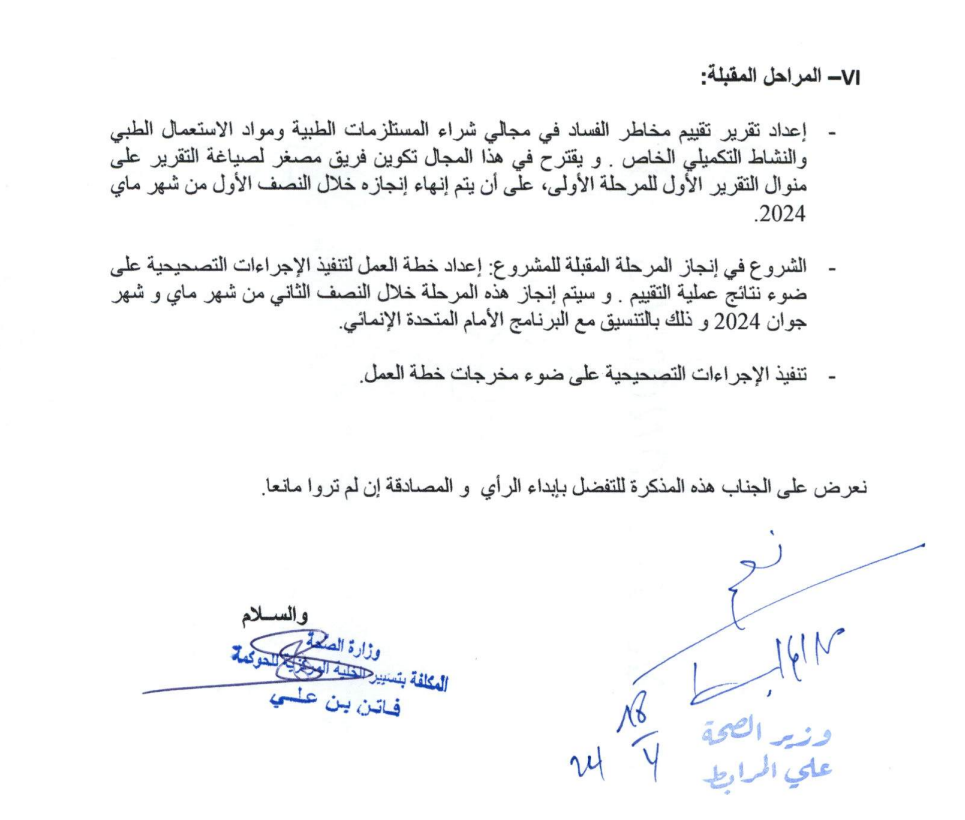 VI– المراحل المقبلة:
- إعداد تقرير تقييم مخاطر الفساد في مجالي شراء المستلزمات الطبية ومواد الاستعمال الطبي
والنشاط التكميلي الخاص . و يقترح في هذا المجال تكوين فريق مصغر لصياغة التقرير على
منوال التقرير الأول للمرحلة الأولى، على أن يتم إنهاء إنجازه خلال النصف الأول من شهر ماي
2024.
- الشروع في إنجاز المرحلة المقبلة للمشروع: إعداد خطة العمل لتنفيذ الإجراءات التصحيحية على
ضوء نتائج عملية التقييم . و سيتم إنجاز هذه المرحلة خلال النصف الثاني من شهر ماي و شهر
جوان 2024 و ذلك بالتنسيق مع البرنامج الأمام المتحدة الإنمائي.
- تنفيذ الإجراءات التصحيحية على ضوء مخرجات خطة العمل.
نعرض على الجناب هذه المذكرة للتفضل بإبداء الرأي و المصادقة إن لم تروا مانعا.
نعم
والسـلام
وزارة الصحة
المكلفة بتسيير الخلية المركزية للحوكمة
فاتن بن علي
18
4
24
وزير الصحة
علي المرابط